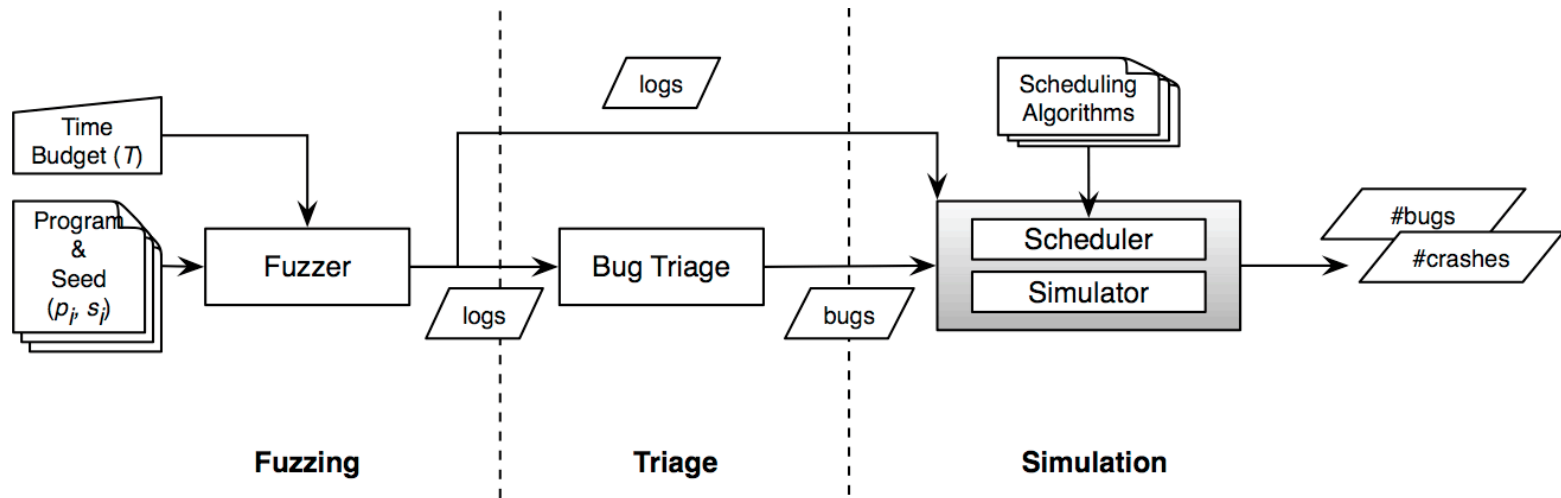 Time
Budget (T)
Program
&
Seed
(pi, si)
Fuzzer
logs
logs
Bug Triage
bugs
Scheduling
Algorithms
Scheduler
Simulator
#bugs
#crashes
Fuzzing
Triage
Simulation